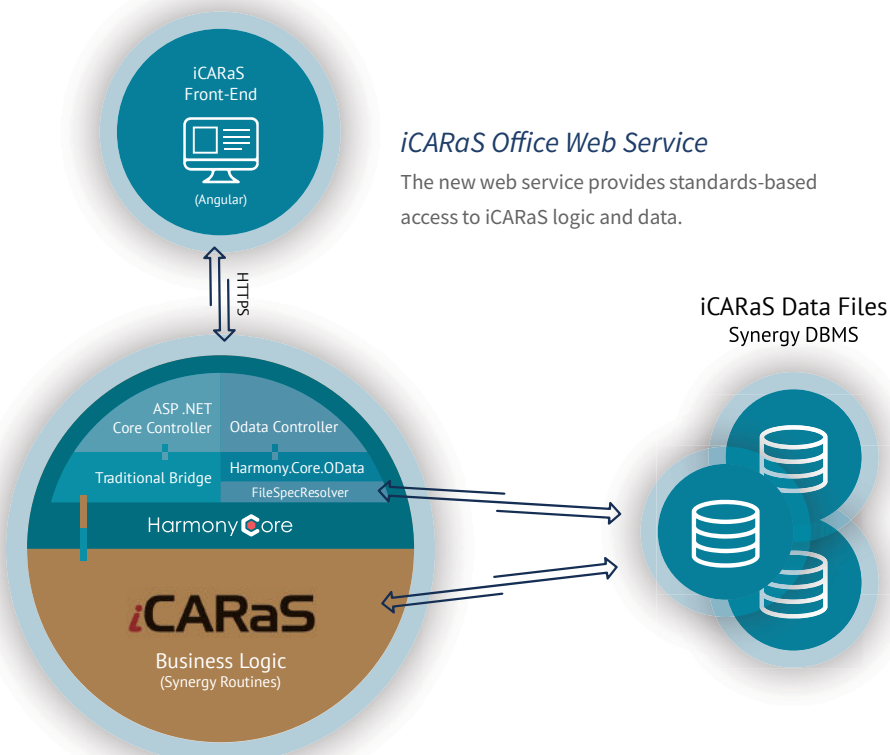 iCARaS
Front-End
(Angular)
iCARaS Office Web Service
The new web service provides standards-based
access to iCARaS logic and data.
HTTPS
iCARaS Data Files
Synergy DBMS
ASP .NET
Core Controller
Odata Controller
Traditional Bridge
Harmony.Core.OData
FileSpecResolver
HarmonyCore
iCARaS
Business Logic
(Synergy Routines)